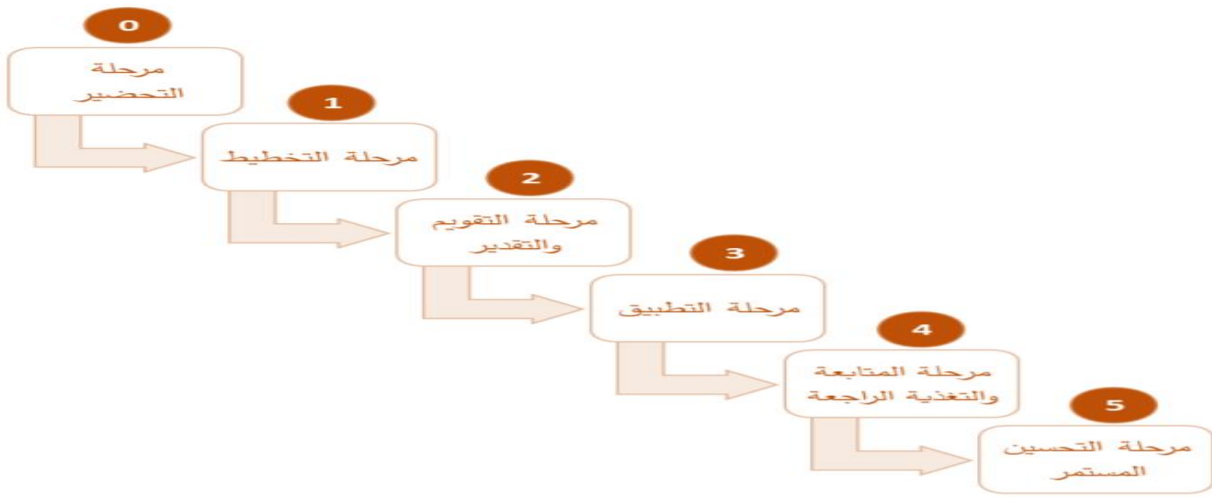 0
مرحلة
التحضير
1
مرحلة التخطيط
2
مرحلة التقويم
والتقدير
3
مرحلة التطبيق
4
مرحلة المتابعة
والتغذية الراجعة
5
مرحلة التحسين
المستمر